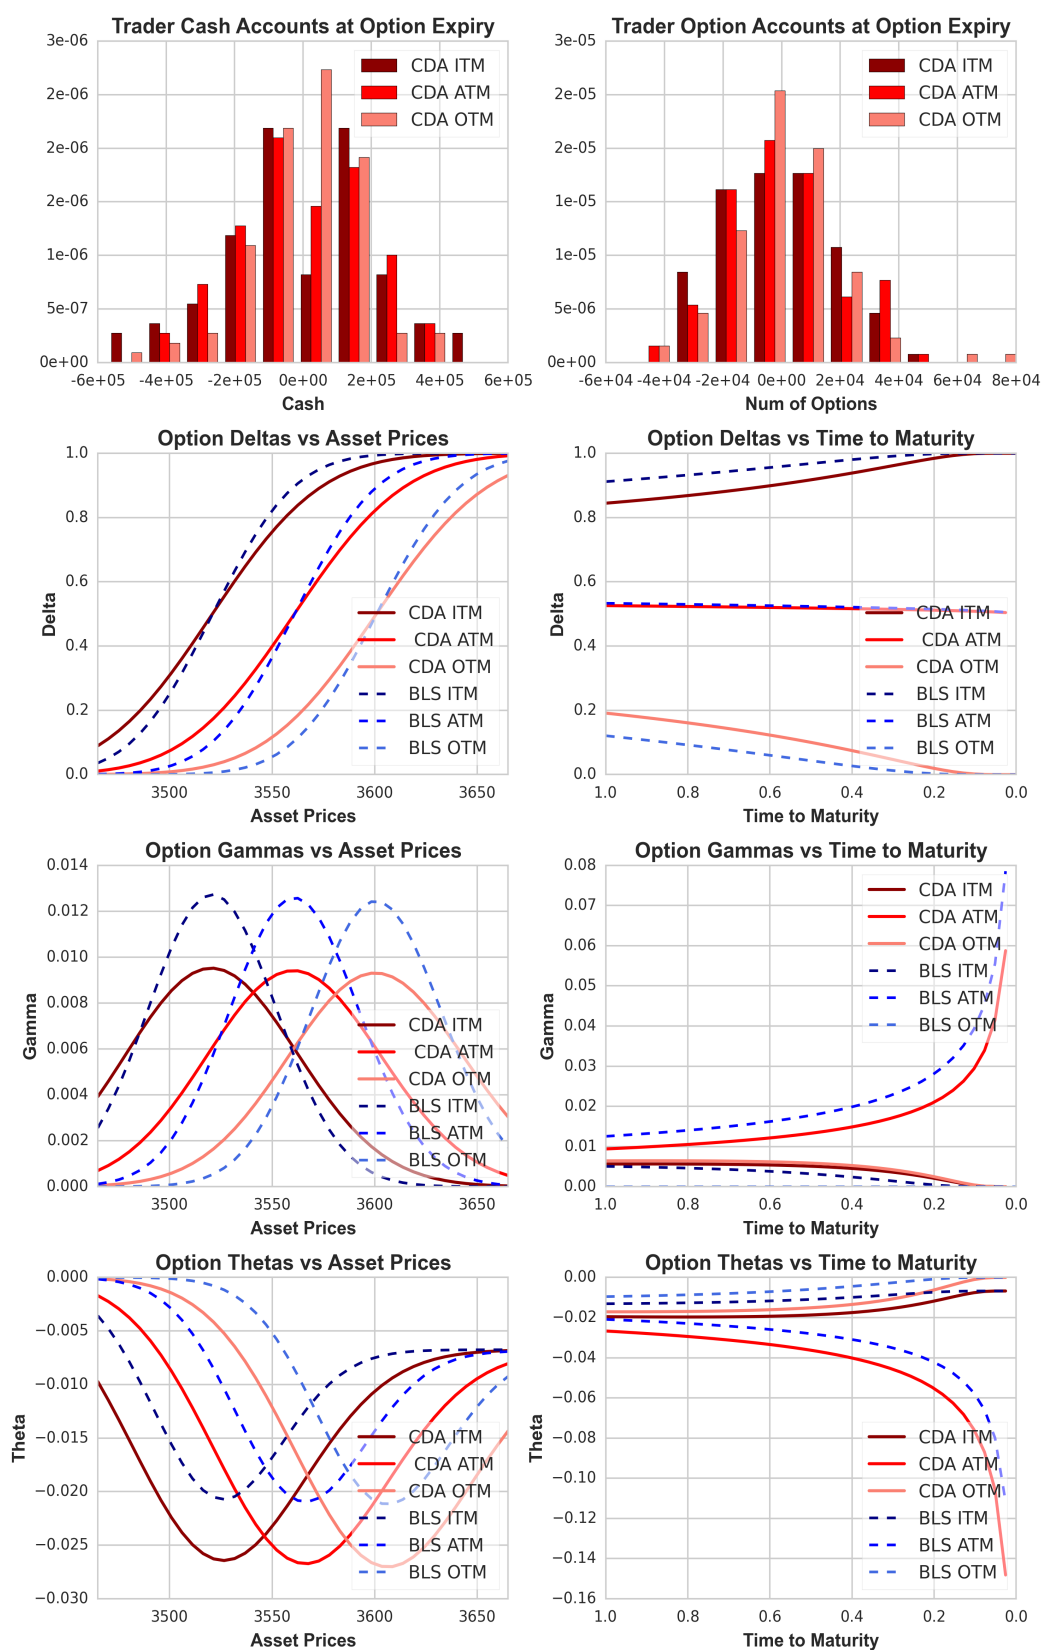 Trader Cash Accounts at Option Expiry
3e-06
2e-06
2e-06
2e-06
1e-06
5e-07
0e+00
-6e+05
-4e+05
-2e+05
0e+00
2e+05
4e+05
6e+05
Cash
CDA ITM
CDA ATM
CDA OTM
Trader Option Accounts at Option Expiry
3e-05
2e-05
2e-05
1e-05
1e-05
5e-06
0e+00
-6e+04
-4e+04
-2e+04
0e+00
2e+04
4e+04
6e+04
8e+04
Num of Options
CDA ITM
CDA ATM
CDA OTM
Option Deltas vs Asset Prices
1.0
0.8
0.6
0.4
0.2
0.0
Delta
3500
3550
3600
3650
Asset Prices
CDA ITM
CDA ATM
CDA OTM
BLS ITM
BLS ATM
BLS OTM
Option Deltas vs Time to Maturity
1.0
0.8
0.6
0.4
0.2
0.0
Delta
1.0
0.8
0.6
0.4
0.2
0.0
Time to Maturity
CDA ITM
CDA ATM
CDA OTM
BLS ITM
BLS ATM
BLS OTM
Option Gammas vs Asset Prices
0.014
0.012
0.010
0.008
0.006
0.004
0.002
0.000
Gamma
3500
3550
3600
3650
Asset Prices
CDA ITM
CDA ATM
CDA OTM
BLS ITM
BLS ATM
BLS OTM
Option Gammas vs Time to Maturity
0.08
0.07
0.06
0.05
0.04
0.03
0.02
0.01
0.00
Gamma
1.0
0.8
0.6
0.4
0.2
0.0
Time to Maturity
CDA ITM
CDA ATM
CDA OTM
BLS ITM
BLS ATM
BLS OTM
Option Thetas vs Asset Prices
0.000
−0.005
−0.010
−0.015
−0.020
−0.025
−0.030
Theta
3500
3550
3600
3650
Asset Prices
CDA ITM
CDA ATM
CDA OTM
BLS ITM
BLS ATM
BLS OTM
Option Thetas vs Time to Maturity
0.00
−0.02
−0.04
−0.06
−0.08
−0.10
−0.12
−0.14
−0.16
Theta
1.0
0.8
0.6
0.4
0.2
0.0
Time to Maturity
CDA ITM
CDA ATM
CDA OTM
BLS ITM
BLS ATM
BLS OTM